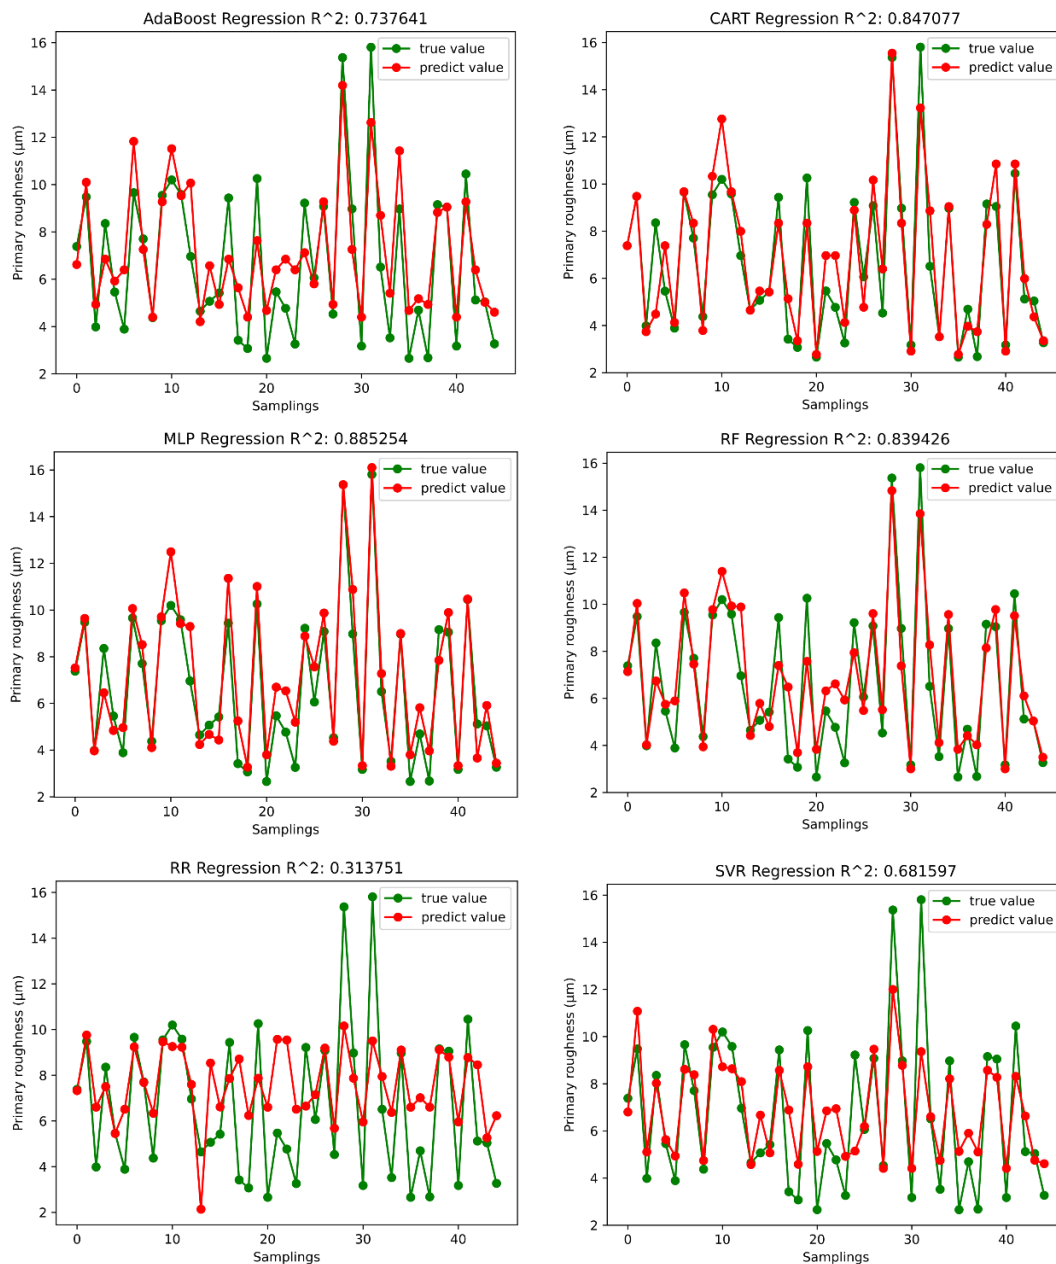 AdaBoost Regression R^2: 0.737641
16
14
12
10
8
6
4
2
Primary roughness (μm)
true value
predict value
0
10
20
30
40
Samplings
CART Regression R^2: 0.847077
16
14
12
10
8
6
4
2
Primary roughness (μm)
true value
predict value
0
10
20
30
40
Samplings
MLP Regression R^2: 0.885254
16
14
12
10
8
6
4
2
Primary roughness (μm)
true value
predict value
0
10
20
30
40
Samplings
RF Regression R^2: 0.839426
16
14
12
10
8
6
4
2
Primary roughness (μm)
true value
predict value
0
10
20
30
40
Samplings
RR Regression R^2: 0.313751
16
14
12
10
8
6
4
2
Primary roughness (μm)
true value
predict value
0
10
20
30
40
Samplings
SVR Regression R^2: 0.681597
16
14
12
10
8
6
4
2
Primary roughness (μm)
true value
predict value
0
10
20
30
40
Samplings